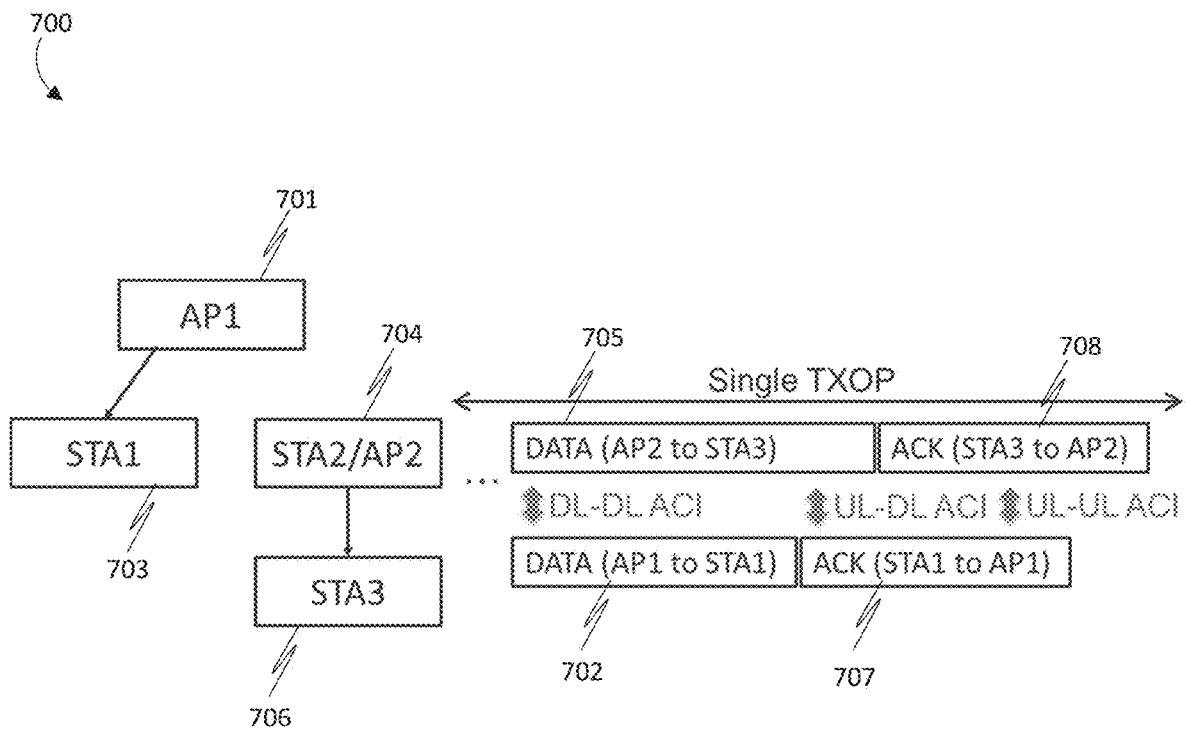 700
701
AP1
704
705
708
Single TXOP
STA1
STA2/AP2
DATA (AP2 to STA3)
ACK (STA3 to AP2)
...
DL-DL ACI
UL-DL ACI
UL-UL ACI
703
STA3
DATA (AP1 to STA1)
ACK (STA1 to AP1)
702
707
706